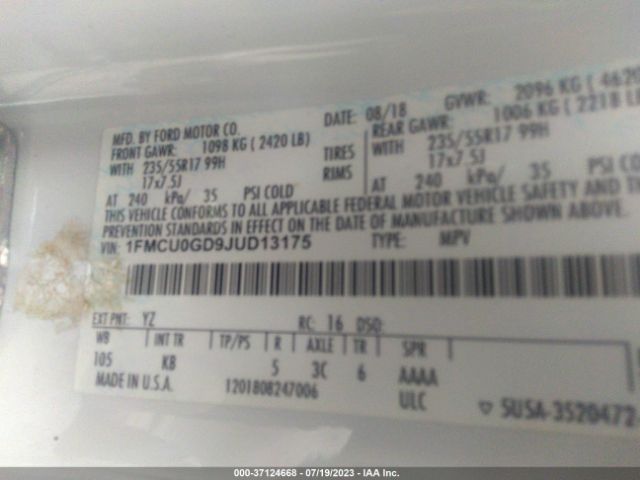 MFD. BY FORD MOTOR CO. DATE: 08/18 GVWR: 2096 KG ( 4620
FRONT GAWR: 1098 KG ( 2420 LB) REAR GAWR: 1006 KG ( 2218 LB
WITH 235/55R17 99H TIRES WITH 235/55R17 99H
17x7.5J RIMS 17x7.5J
AT 240 kPa/ 35 PSI COLD AT 240 kPa/ 35 PSI COL
THIS VEHICLE CONFORMS TO ALL APPLICABLE FEDERAL MOTOR VEHICLE SAFETY AND THE
PREVENTION STANDARDS IN EFFECT ON THE DATE OF MANUFACTURE SHOWN ABOVE.
VIN: 1FMCU0GD9JUD13175 TYPE: MPV
EXT PNT: YZ RC: 16 DSO:
WB INT TR TP/PS R AXLE TR SPR
105 KB 5 3C 6 AAAA
MADE IN U.S.A. 1201808247006 ULC 5USA-3520472-
000-37124668 - 07/19/2023 - IAA Inc.